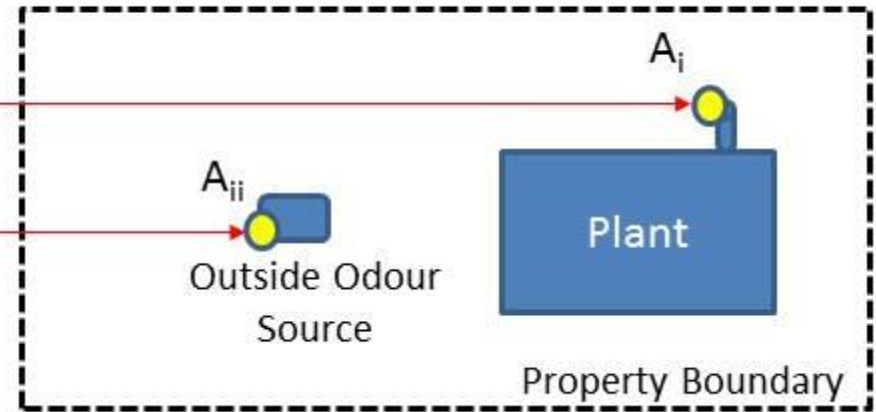 Aᵢ
Aᵢᵢ
Plant
Outside Odour
Source
Property Boundary